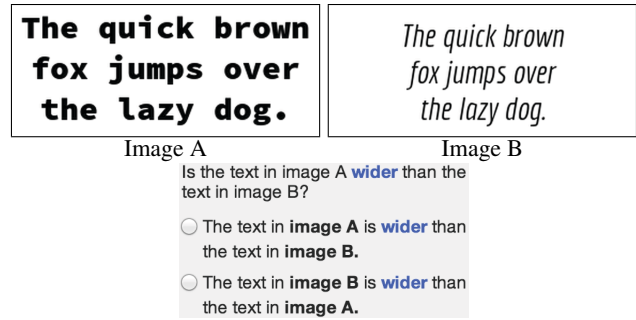 The quick brown
fox jumps over
the lazy dog.
The quick brown
fox jumps over
the lazy dog.
Image A
Image B
Is the text in image A wider than the
text in image B?
The text in image A is wider than
the text in image B.
The text in image B is wider than
the text in image A.